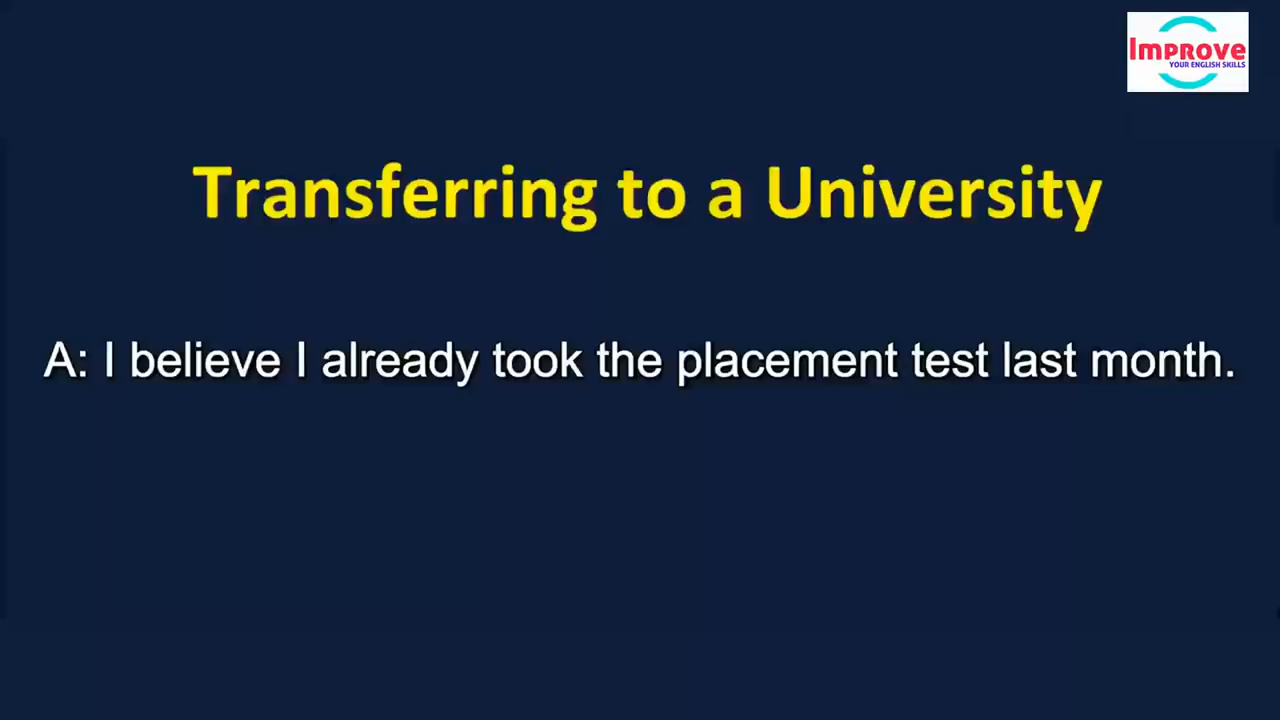 Improve
YOUR ENGLISH SKILLS
Transferring to a University
A: I believe I already took the placement test last month.